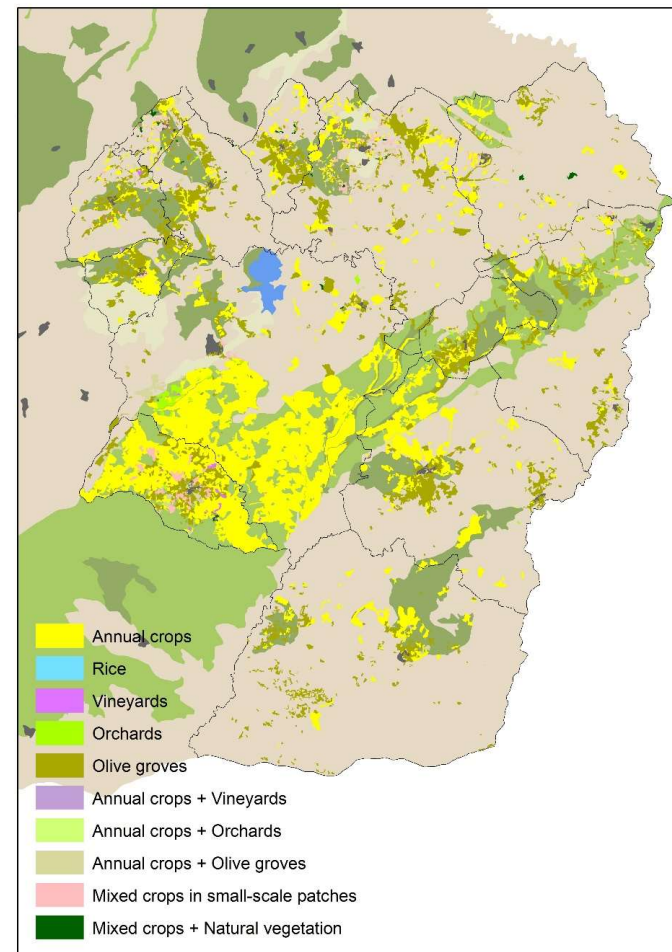 Annual crops
Rice
Vineyards
Orchards
Olive groves
Annual crops + Vineyards
Annual crops + Orchards
Annual crops + Olive groves
Mixed crops in small-scale patches
Mixed crops + Natural vegetation